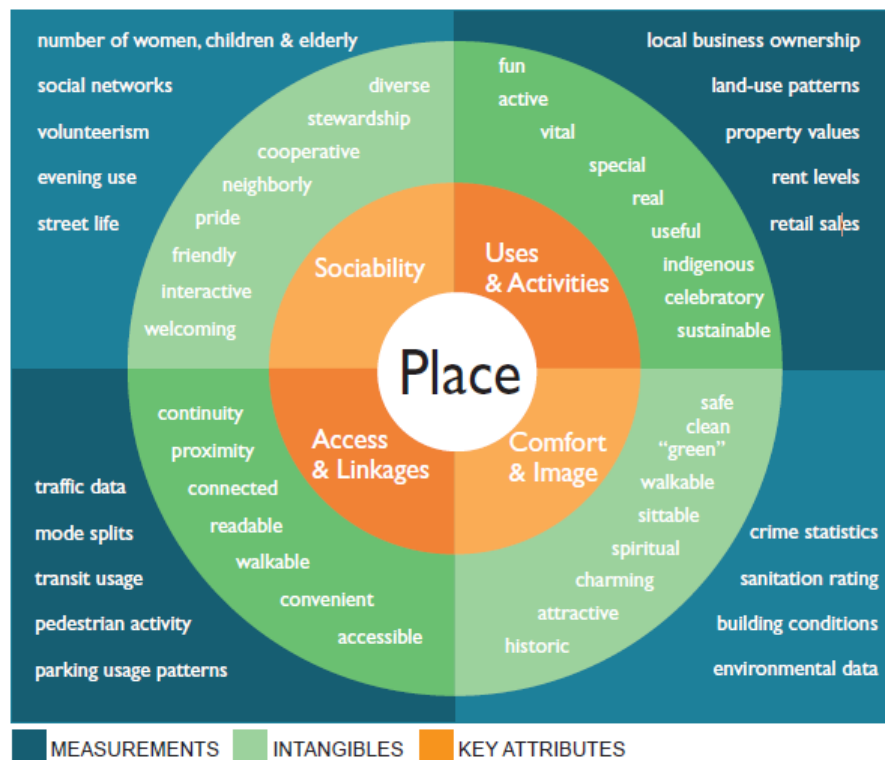 number of women, children & elderly
social networks
volunteerism
evening use
street life
diverse
stewardship
cooperative
neighborly
pride
friendly
interactive
welcoming
Sociability
fun
active
vital
special
real
useful
indigenous
celebratory
sustainable
Uses
& Activities
local business ownership
land-use patterns
property values
rent levels
retail sales
Place
Access
& Linkages
continuity
proximity
connected
readable
walkable
convenient
accessible
traffic data
mode splits
transit usage
pedestrian activity
parking usage patterns
Comfort
& Image
safe
clean
“green”
walkable
sittable
spiritual
charming
attractive
historic
crime statistics
sanitation rating
building conditions
environmental data
MEASUREMENTS
INTANGIBLES
KEY ATTRIBUTES